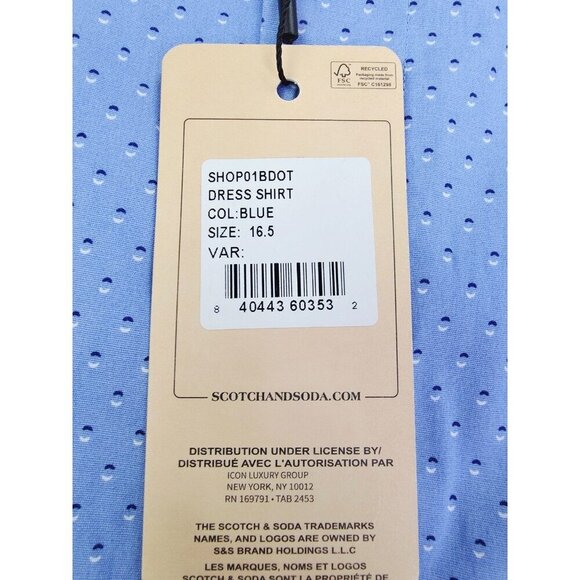 RECYCLED
Packaging made from
recycled material
FSC
FSC™ C161298
SHOP01BDOT
DRESS SHIRT
COL:BLUE
SIZE: 16.5
VAR:
8 40443 60353 2
SCOTCHANDSODA.COM
DISTRIBUTION UNDER LICENSE BY/
DISTRIBUÉ AVEC L'AUTORISATION PAR
ICON LUXURY GROUP
NEW YORK, NY 10012
RN 169791 • TAB 2453
THE SCOTCH & SODA TRADEMARKS
NAMES, AND LOGOS ARE OWNED BY
S&S BRAND HOLDINGS L.L.C
LES MARQUES, NOMS ET LOGOS
SCOTCH & SODA SONT LA PROPRIÉTÉ DE